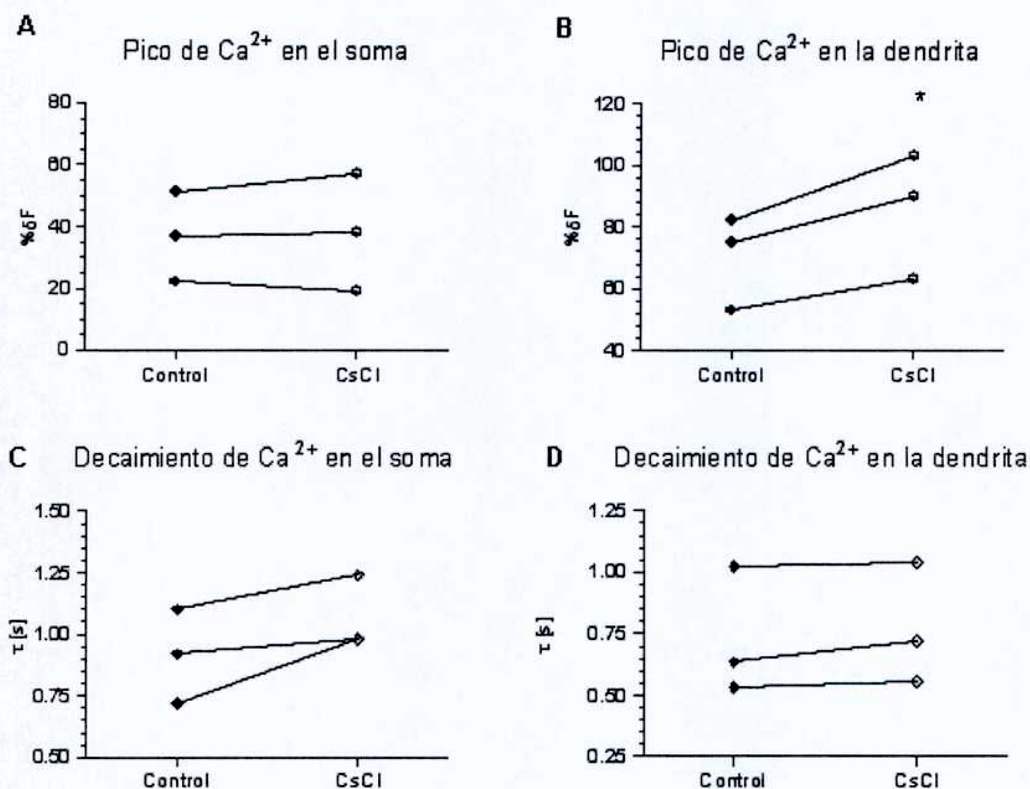 A
Pico de Ca2+ en el soma
80
60
40
20
0
%δF
Control
CsCl
B
Pico de Ca2+ en la dendrita
*
120
100
80
60
40
%δF
Control
CsCl
C
Decaimiento de Ca2+ en el soma
1.50
1.25
1.00
0.75
0.50
τ [s]
Control
CsCl
D
Decaimiento de Ca2+ en la dendrita
1.25
1.00
0.75
0.50
0.25
τ [s]
Control
CsCl